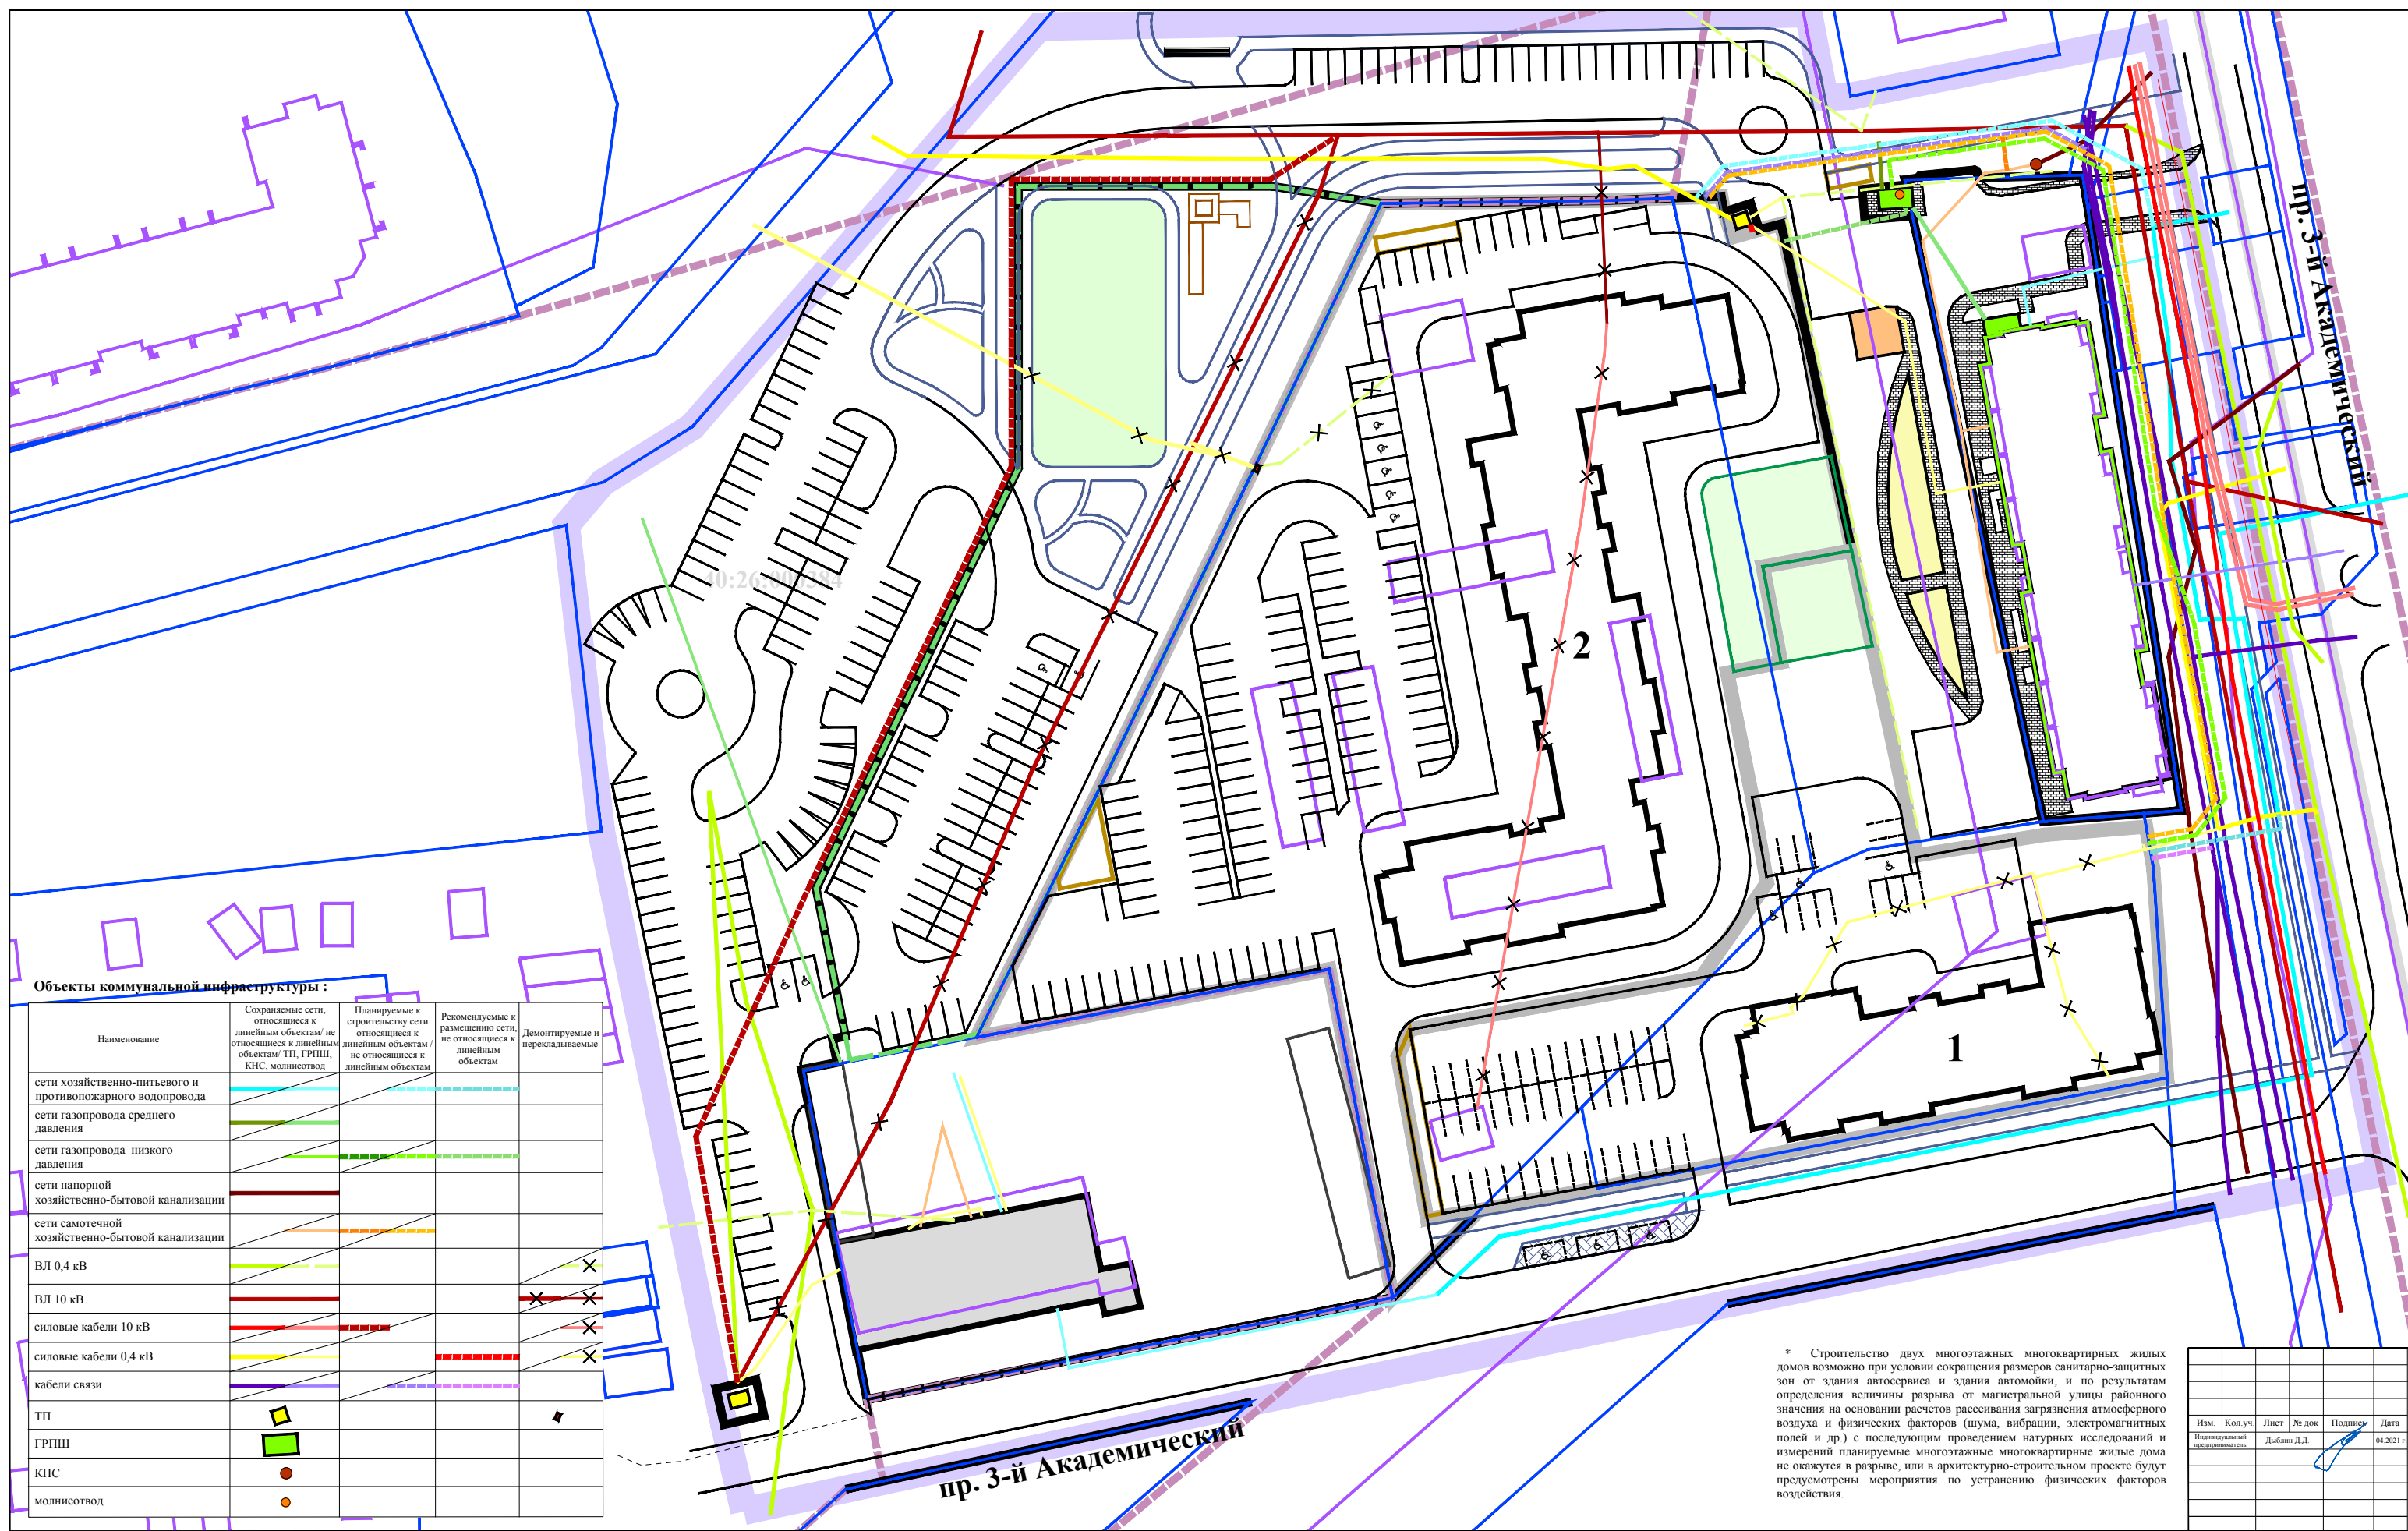 пр. 3-й Академический
40:26:000384
2
1
пр. 3-й Академический
Объекты коммунальной инфраструктуры :
Наименование
Сохраняемые сети,
относящиеся к
линейным объектам/ не
относящиеся к линейным
объектам/ ТП, ГРПШ,
КНС, молниеотвод
Планируемые к
строительству сети
относящиеся к
линейным объектам /
не относящиеся к
линейным объектам
Рекомендуемые к
размещению сети,
не относящиеся к
линейным
объектам
Демонтируемые и
перекладываемые
сети хозяйственно-питьевого и
противопожарного водопровода
сети газопровода среднего
давления
сети газопровода низкого
давления
сети напорной
хозяйственно-бытовой канализации
сети самотечной
хозяйственно-бытовой канализации
ВЛ 0,4 кВ
ВЛ 10 кВ
силовые кабели 10 кВ
силовые кабели 0,4 кВ
кабели связи
ТП
ГРПШ
КНС
молниеотвод
* Строительство двух многоэтажных многоквартирных жилых
домов возможно при условии сокращения размеров санитарно-защитных
зон от здания автосервиса и здания автомойки, и по результатам
определения величины разрыва от магистральной улицы районного
значения на основании расчетов рассеивания загрязнения атмосферного
воздуха и физических факторов (шума, вибрации, электромагнитных
полей и др.) с последующим проведением натурных исследований и
измерений планируемые многоэтажные многоквартирные жилые дома
не окажутся в разрыве, или в архитектурно-строительном проекте будут
предусмотрены мероприятия по устранению физических факторов
воздействия.
Изм. Кол.уч. Лист № док Подпись Дата
Индивидуальный
предприниматель
Дыблин Д.Д.
04.2021 г.